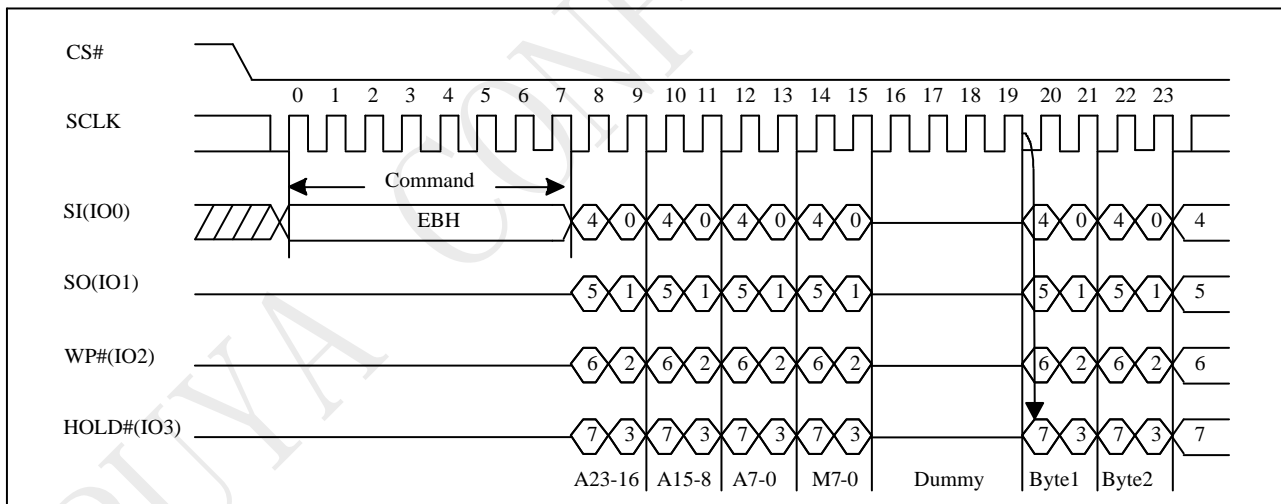 CS#
0 1 2 3 4 5 6 7 8 9 10 11 12 13 14 15 16 17 18 19 20 21 22 23
SCLK
Command
SI(IO0) EBH 4 0 4 0 4 0 4 0 4 0 4 0 4
SO(IO1) 5 1 5 1 5 1 5 1 5 1 5 1 5
WP#(IO2) 6 2 6 2 6 2 6 2 6 2 6 2 6
HOLD#(IO3) 7 3 7 3 7 3 7 3 7 3 7 3 7
A23-16 A15-8 A7-0 M7-0 Dummy Byte1 Byte2
PUYA CONF